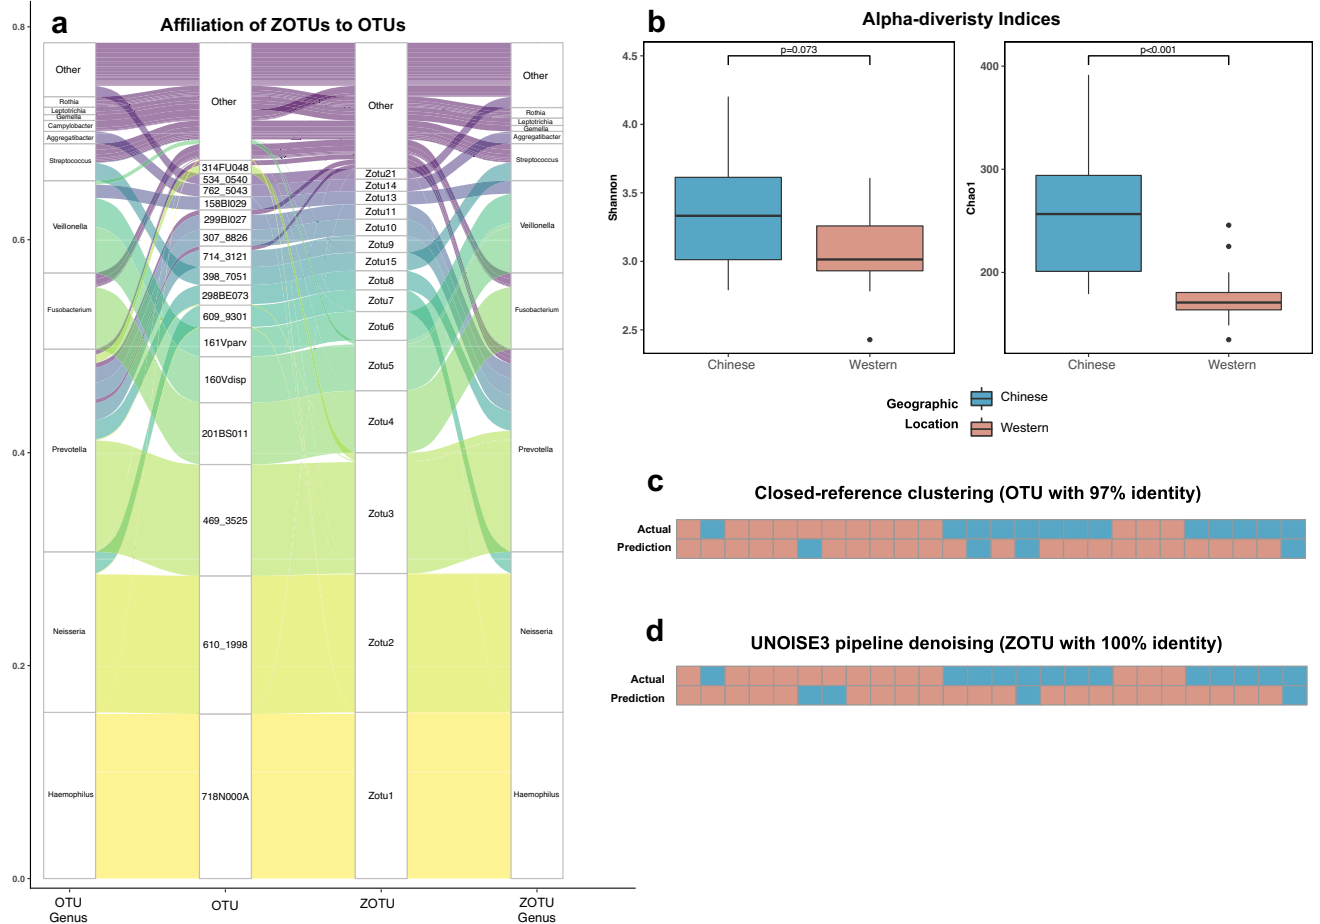 a
Affiliation of ZOTUs to OTUs
0.8
0.6
0.4
0.2
0.0
Other
Rothia
Leptotrichia
Gemella
Campylobacter
Aggregatibacter
Streptococcus
Veillonella
Fusobacterium
Prevotella
Neisseria
Haemophilus
Other
314FU048
534_0540
762_5043
158BI029
299BI027
307_8826
714_3121
398_7051
298BE073
609_9301
161Vparv
160Vdisp
201BS011
469_3525
610_1998
718N000A
Other
Zotu21
Zotu14
Zotu13
Zotu11
Zotu10
Zotu9
Zotu15
Zotu8
Zotu7
Zotu6
Zotu5
Zotu4
Zotu3
Zotu2
Zotu1
Other
Rothia
Leptotrichia
Gemella
Aggregatibacter
Streptococcus
Veillonella
Fusobacterium
Prevotella
Neisseria
Haemophilus
OTU
Genus
OTU
ZOTU
ZOTU
Genus
b
Alpha-diveristy Indices
Shannon
4.5
4.0
3.5
3.0
2.5
p=0.073
Chinese
Western
Chao1
400
300
200
p<0.001
Chinese
Western
Geographic
Location
Chinese
Western
c
Closed-reference clustering (OTU with 97% identity)
Actual
Prediction
d
UNOISE3 pipeline denoising (ZOTU with 100% identity)
Actual
Prediction